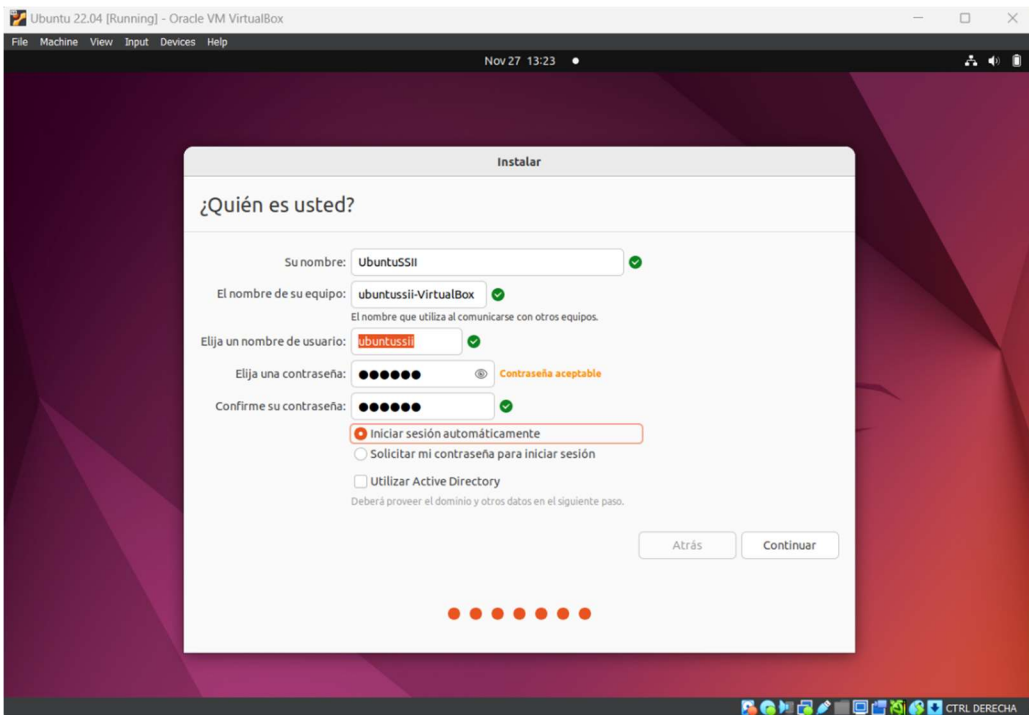 Ubuntu 22.04 [Running] - Oracle VM VirtualBox
File Machine View Input Devices Help
Nov 27 13:23
Instalar
¿Quién es usted?
Su nombre: UbuntuSSII
El nombre de su equipo: ubuntussii-VirtualBox
El nombre que utiliza al comunicarse con otros equipos.
Elija un nombre de usuario: ubuntussii
Elija una contraseña: ●●●●●● Contraseña aceptable
Confirme su contraseña: ●●●●●●
Iniciar sesión automáticamente
Solicitar mi contraseña para iniciar sesión
Utilizar Active Directory
Deberá proveer el dominio y otros datos en el siguiente paso.
Atrás Continuar
CTRL DERECHA